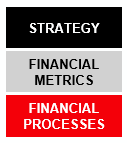 STRATEGY
FINANCIAL
METRICS
FINANCIAL
PROCESSES